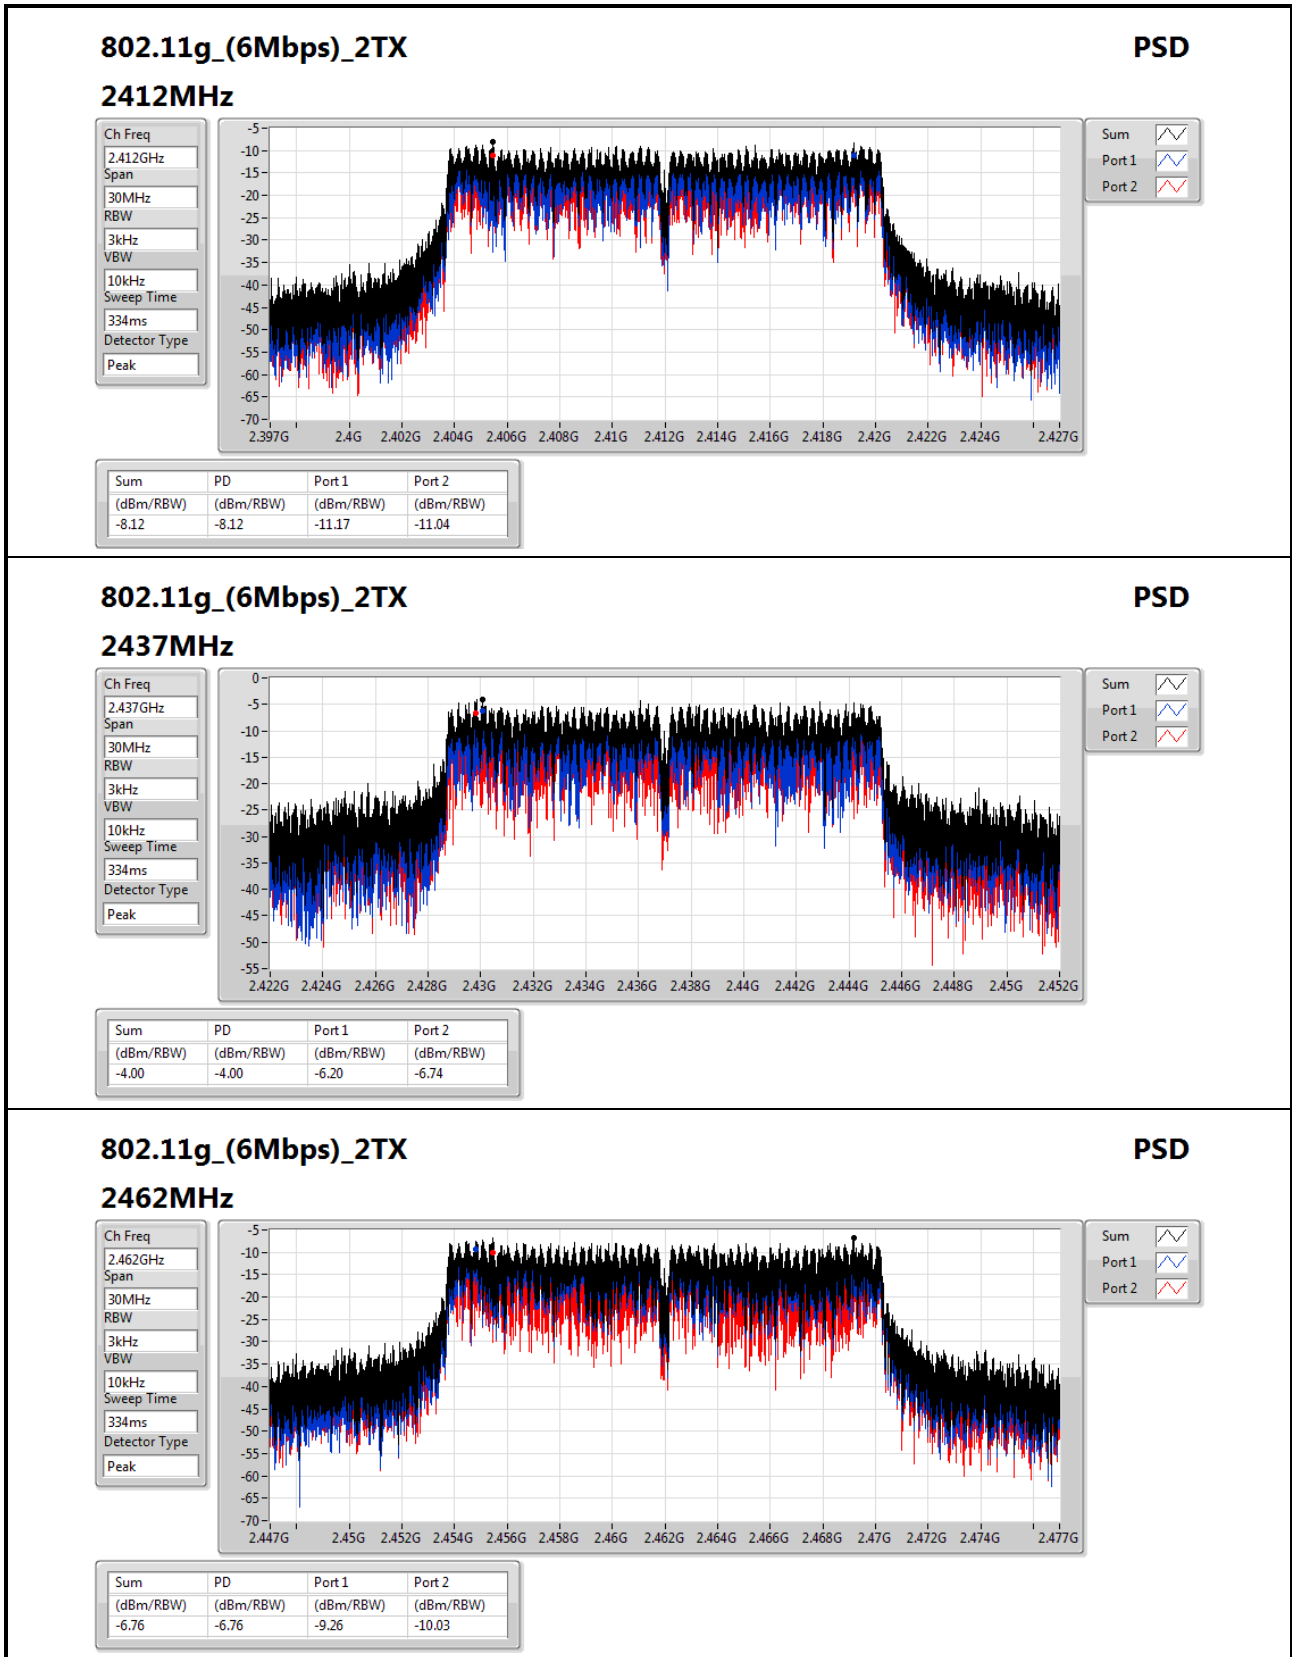 802.11g_(6Mbps)_2TX PSD
2412MHz
Ch Freq
2.412GHz
Span
30MHz
RBW
3kHz
VBW
10kHz
Sweep Time
334ms
Detector Type
Peak
-5
-10
-15
-20
-25
-30
-35
-40
-45
-50
-55
-60
-65
-70
2.397G 2.4G 2.402G 2.404G 2.406G 2.408G 2.41G 2.412G 2.414G 2.416G 2.418G 2.42G 2.422G 2.424G 2.427G
Sum
Port 1
Port 2
Sum PD Port 1 Port 2
(dBm/RBW) (dBm/RBW) (dBm/RBW) (dBm/RBW)
-8.12 -8.12 -11.17 -11.04
802.11g_(6Mbps)_2TX PSD
2437MHz
Ch Freq
2.437GHz
Span
30MHz
RBW
3kHz
VBW
10kHz
Sweep Time
334ms
Detector Type
Peak
0
-5
-10
-15
-20
-25
-30
-35
-40
-45
-50
-55
2.422G 2.424G 2.426G 2.428G 2.43G 2.432G 2.434G 2.436G 2.438G 2.44G 2.442G 2.444G 2.446G 2.448G 2.45G 2.452G
Sum
Port 1
Port 2
Sum PD Port 1 Port 2
(dBm/RBW) (dBm/RBW) (dBm/RBW) (dBm/RBW)
-4.00 -4.00 -6.20 -6.74
802.11g_(6Mbps)_2TX PSD
2462MHz
Ch Freq
2.462GHz
Span
30MHz
RBW
3kHz
VBW
10kHz
Sweep Time
334ms
Detector Type
Peak
-5
-10
-15
-20
-25
-30
-35
-40
-45
-50
-55
-60
-65
-70
2.447G 2.45G 2.452G 2.454G 2.456G 2.458G 2.46G 2.462G 2.464G 2.466G 2.468G 2.47G 2.472G 2.474G 2.477G
Sum
Port 1
Port 2
Sum PD Port 1 Port 2
(dBm/RBW) (dBm/RBW) (dBm/RBW) (dBm/RBW)
-6.76 -6.76 -9.26 -10.03